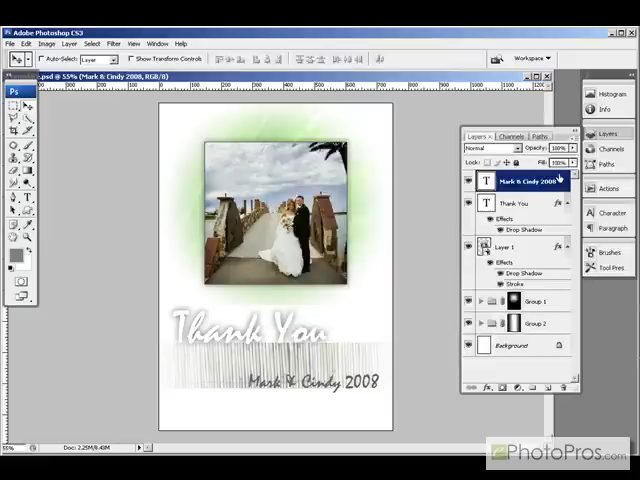 Adobe Photoshop CS3
File Edit Image Layer Select Filter View Window Help
Auto-Select: Layer Show Transform Controls Workspace
.psd @ 55% (Mark & Cindy 2008, RGB/8)
Ps
Thank You
Mark & Cindy 2008
Layers Channels Paths
Normal Opacity: 100%
Lock: Fill: 100%
T Mark & Cindy 2008
T Thank You fx
Effects
Drop Shadow
Layer 1 fx
Effects
Drop Shadow
Stroke
Group 1
Group 2
Background
Histogram
Info
Layers
Channels
Paths
Actions
Character
Paragraph
Brushes
Tool Pres...
55% Doc: 2.25M/8.43M
ePhotoPros.com